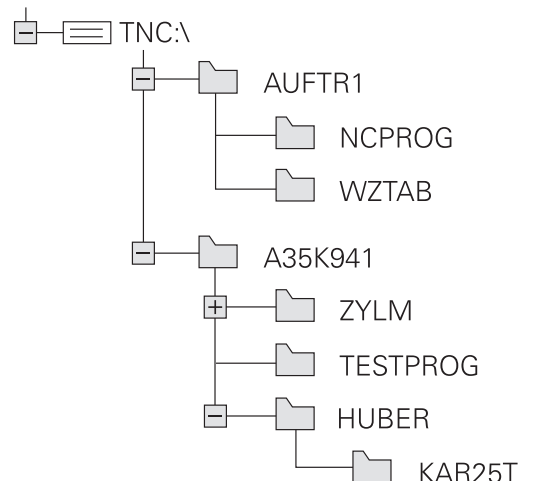 TNC:\
AUFTR1
NCPROG
WZTAB
A35K941
ZYLM
TESTPROG
HUBER
KAR25T